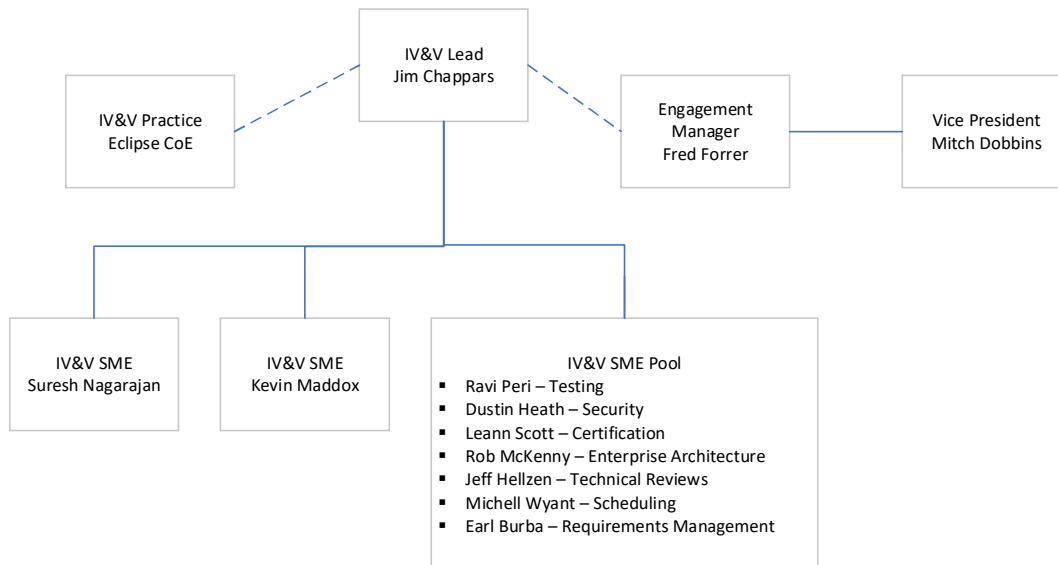 IV&V Lead
Jim Chappars
IV&V Practice
Eclipse CoE
Engagement
Manager
Fred Forrer
Vice President
Mitch Dobbins
IV&V SME
Suresh Nagarajan
IV&V SME
Kevin Maddox
IV&V SME Pool
▪ Ravi Peri – Testing
▪ Dustin Heath – Security
▪ Leann Scott – Certification
▪ Rob McKenny – Enterprise Architecture
▪ Jeff Hellzen – Technical Reviews
▪ Michell Wyant – Scheduling
▪ Earl Burba – Requirements Management